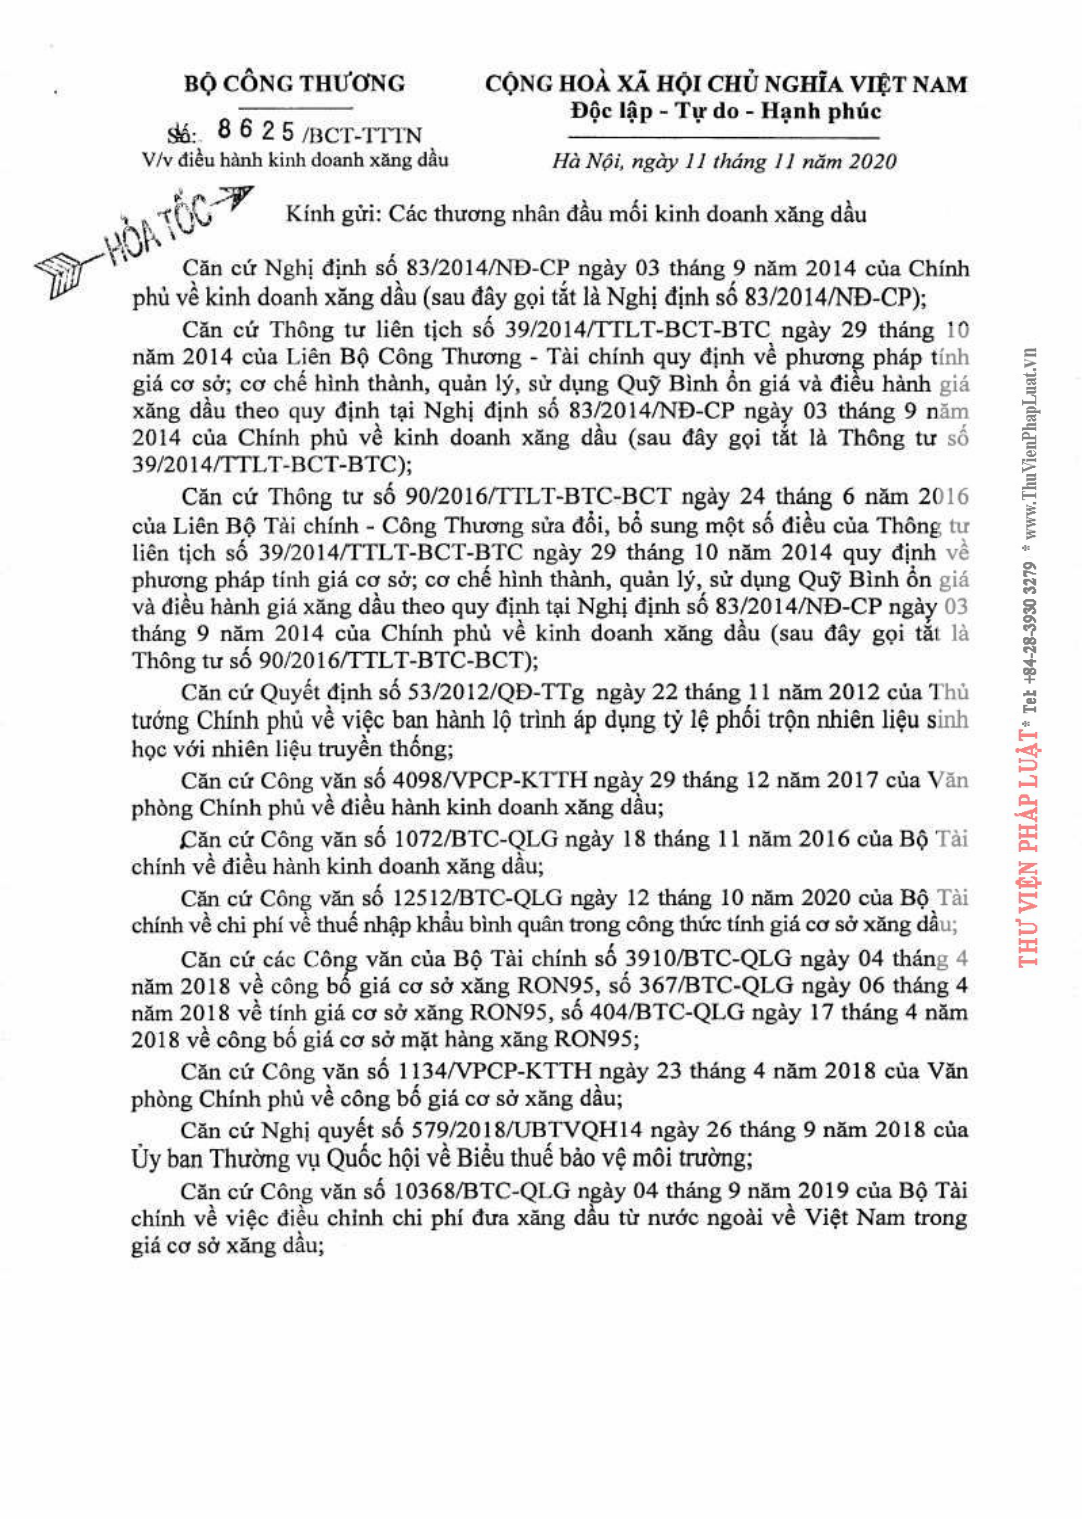 BỘ CÔNG THƯƠNG
Số: 8625/BCT-TTTN
V/v điều hành kinh doanh xăng dầu
CỘNG HOÀ XÃ HỘI CHỦ NGHĨA VIỆT NAM
Độc lập - Tự do - Hạnh phúc
Hà Nội, ngày 11 tháng 11 năm 2020
HỎA TỐC
Kính gửi: Các thương nhân đầu mối kinh doanh xăng dầu
Căn cứ Nghị định số 83/2014/NĐ-CP ngày 03 tháng 9 năm 2014 của Chính
phủ về kinh doanh xăng dầu (sau đây gọi tắt là Nghị định số 83/2014/NĐ-CP);
Căn cứ Thông tư liên tịch số 39/2014/TTLT-BCT-BTC ngày 29 tháng 10
năm 2014 của Liên Bộ Công Thương - Tài chính quy định về phương pháp tính
giá cơ sở; cơ chế hình thành, quản lý, sử dụng Quỹ Bình ổn giá và điều hành giá
xăng dầu theo quy định tại Nghị định số 83/2014/NĐ-CP ngày 03 tháng 9 năm
2014 của Chính phủ về kinh doanh xăng dầu (sau đây gọi tắt là Thông tư số
39/2014/TTLT-BCT-BTC);
Căn cứ Thông tư số 90/2016/TTLT-BTC-BCT ngày 24 tháng 6 năm 2016
của Liên Bộ Tài chính - Công Thương sửa đổi, bổ sung một số điều của Thông tư
liên tịch số 39/2014/TTLT-BCT-BTC ngày 29 tháng 10 năm 2014 quy định về
phương pháp tính giá cơ sở; cơ chế hình thành, quản lý, sử dụng Quỹ Bình ổn giá
và điều hành giá xăng dầu theo quy định tại Nghị định số 83/2014/NĐ-CP ngày 03
tháng 9 năm 2014 của Chính phủ về kinh doanh xăng dầu (sau đây gọi tắt là
Thông tư số 90/2016/TTLT-BTC-BCT);
Căn cứ Quyết định số 53/2012/QĐ-TTg ngày 22 tháng 11 năm 2012 của Thủ
tướng Chính phủ về việc ban hành lộ trình áp dụng tỷ lệ phối trộn nhiên liệu sinh
học với nhiên liệu truyền thống;
Căn cứ Công văn số 4098/VPCP-KTTH ngày 29 tháng 12 năm 2017 của Văn
phòng Chính phủ về điều hành kinh doanh xăng dầu;
Căn cứ Công văn số 1072/BTC-QLG ngày 18 tháng 11 năm 2016 của Bộ Tài
chính về điều hành kinh doanh xăng dầu;
Căn cứ Công văn số 12512/BTC-QLG ngày 12 tháng 10 năm 2020 của Bộ Tài
chính về chi phí về thuế nhập khẩu bình quân trong công thức tính giá cơ sở xăng dầu;
Căn cứ các Công văn của Bộ Tài chính số 3910/BTC-QLG ngày 04 tháng 4
năm 2018 về công bố giá cơ sở xăng RON95, số 367/BTC-QLG ngày 06 tháng 4
năm 2018 về tính giá cơ sở xăng RON95, số 404/BTC-QLG ngày 17 tháng 4 năm
2018 về công bố giá cơ sở mặt hàng xăng RON95;
Căn cứ Công văn số 1134/VPCP-KTTH ngày 23 tháng 4 năm 2018 của Văn
phòng Chính phủ về công bố giá cơ sở xăng dầu;
Căn cứ Nghị quyết số 579/2018/UBTVQH14 ngày 26 tháng 9 năm 2018 của
Ủy ban Thường vụ Quốc hội về Biểu thuế bảo vệ môi trường;
Căn cứ Công văn số 10368/BTC-QLG ngày 04 tháng 9 năm 2019 của Bộ Tài
chính về việc điều chỉnh chi phí đưa xăng dầu từ nước ngoài về Việt Nam trong
giá cơ sở xăng dầu;
THƯ VIỆN PHÁP LUẬT * Tel: +84-28-3930 3279 * www.ThuVienPhapLuat.vn